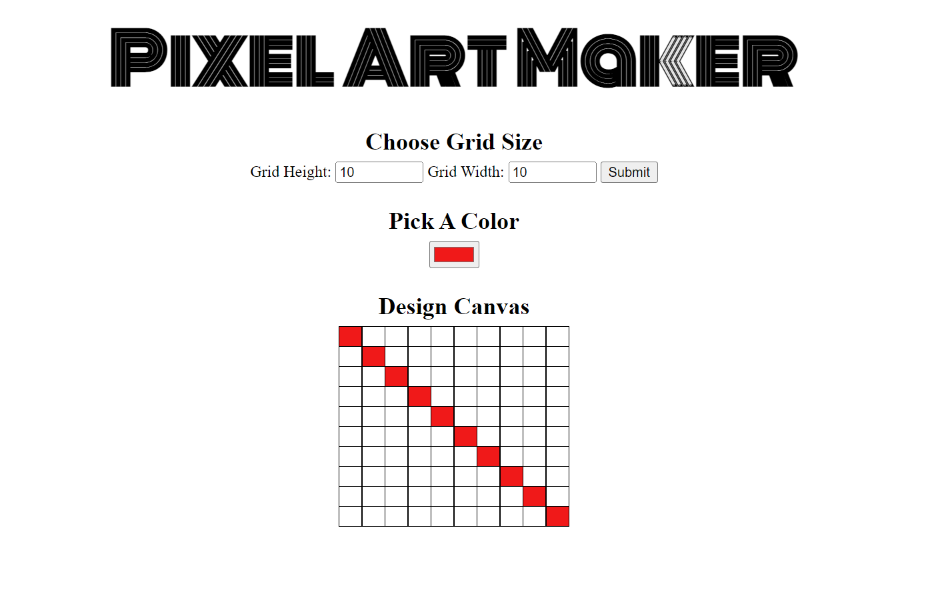 Pixel Art Maker
Choose Grid Size
Grid Height: 10 Grid Width: 10 Submit
Pick A Color
Design Canvas